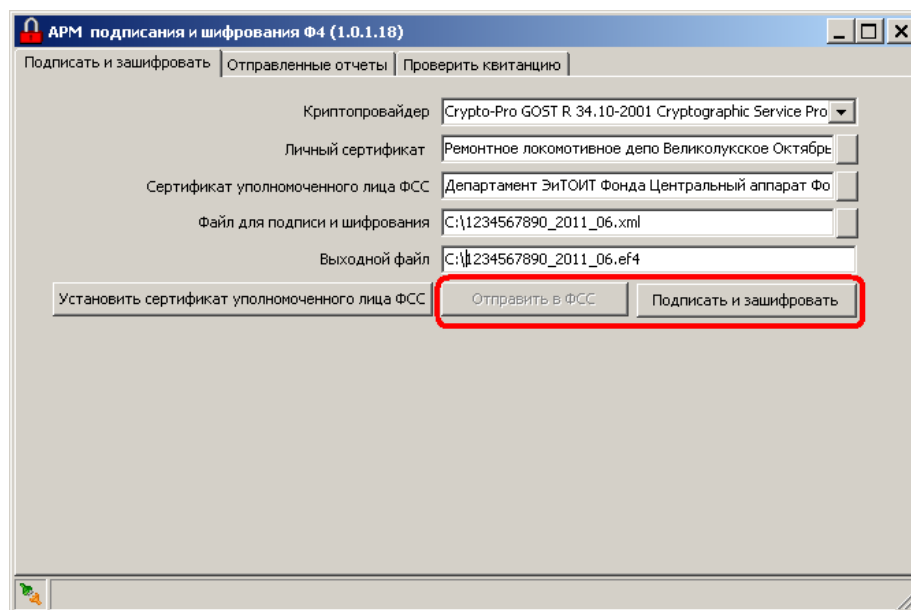 АРМ подписания и шифрования Ф4 (1.0.1.18)
Подписать и зашифровать Отправленные отчеты Проверить квитанцию
Криптопровайдер Crypto-Pro GOST R 34.10-2001 Cryptographic Service Pro
Личный сертификат Ремонтное локомотивное депо Великолукское Октябрь
Сертификат уполномоченного лица ФСС Департамент ЭиТОИТ Фонда Центральный аппарат Фо
Файл для подписи и шифрования C:\1234567890_2011_06.xml
Выходной файл C:\1234567890_2011_06.ef4
Установить сертификат уполномоченного лица ФСС Отправить в ФСС Подписать и зашифровать